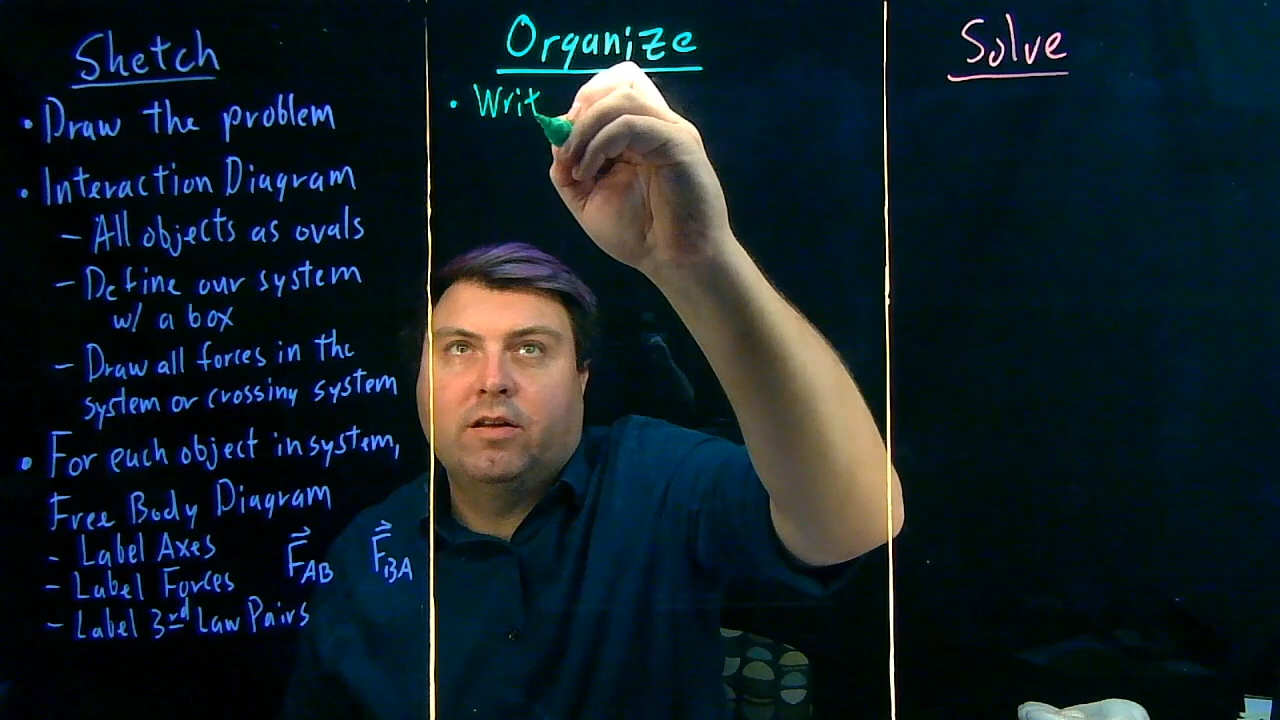 Sketch
• Draw the problem
• Interaction Diagram
- All objects as ovals
- Define our system
w/ a box
- Draw all forces in the
system or crossing system
• For each object in system,
Free Body Diagram
- Label Axes
- Label Forces
- Label 3rd Law Pairs
F⃗AB F⃗BA
Organize
• Writ
Solve